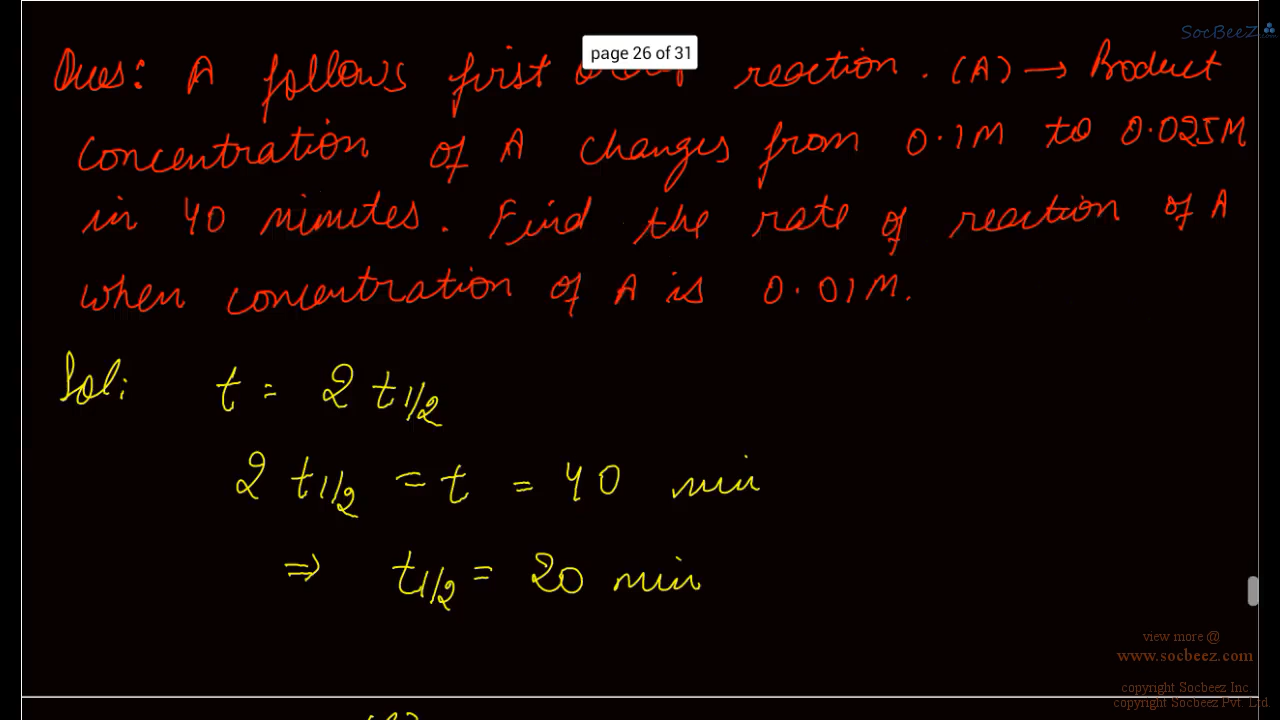 SocBeeZ
page 26 of 31
Ques: A follows first reaction. (A) → Product
concentration of A changes from 0.1M to 0.025M
in 40 minutes. Find the rate of reaction of A
when concentration of A is 0.01M.
Sol: t = 2 t1/2
2 t1/2 = t = 40 min
⇒ t1/2 = 20 min
view more @
www.socbeez.com
copyright Socbeez Inc.
copyright Socbeez Pvt. Ltd.